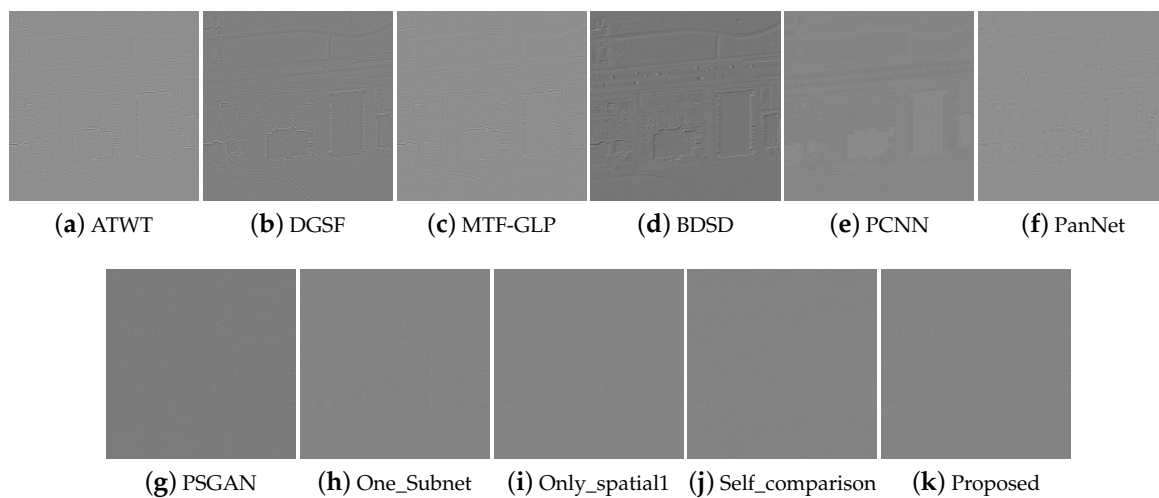 (a) ATWT (b) DGSF (c) MTF-GLP (d) BDSD (e) PCNN (f) PanNet
(g) PSGAN (h) One_Subnet (i) Only_spatial1 (j) Self_comparison (k) Proposed